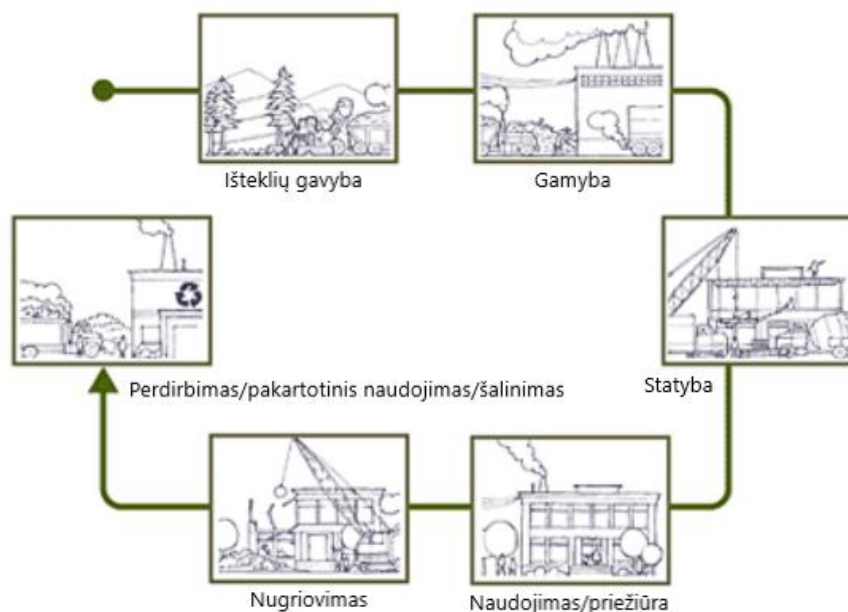 Išteklių gavyba
Gamyba
Statyba
Perdirbimas/pakartotinis naudojimas/šalinimas
Nugriovimas
Naudojimas/priežiūra